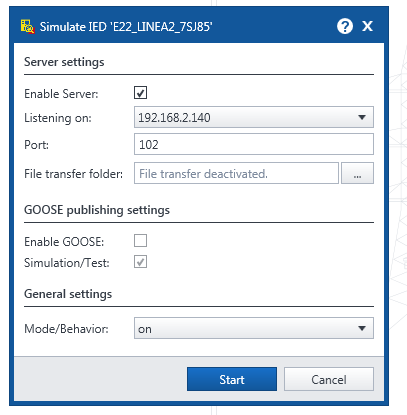 Simulate IED 'E22_LINEA2_7SJ85'
Server settings
Enable Server:
Listening on: 192.168.2.140
Port: 102
File transfer folder: File transfer deactivated. ...
GOOSE publishing settings
Enable GOOSE:
Simulation/Test:
General settings
Mode/Behavior: on
Start Cancel